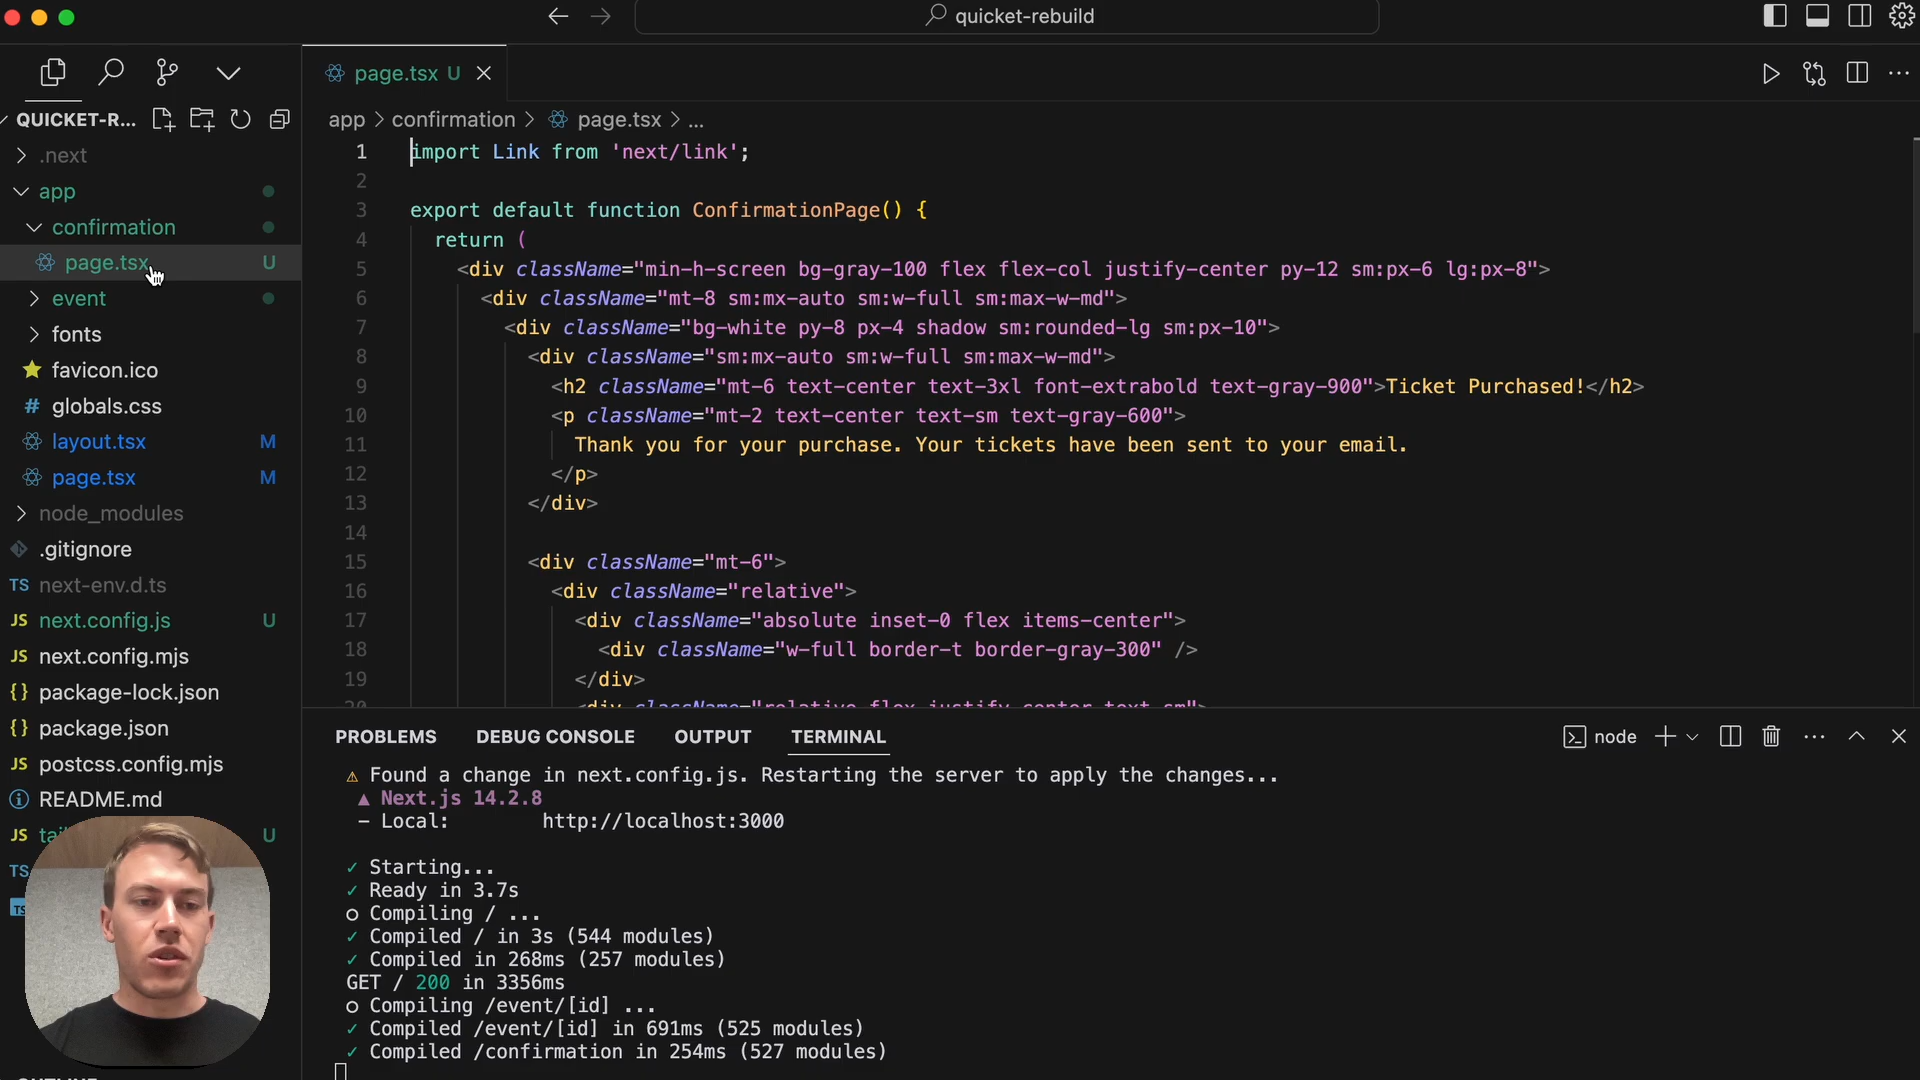 quicket-rebuild
page.tsx U
QUICKET-R...
app > confirmation > page.tsx > ...
.next
app
confirmation
page.tsx U
event
fonts
favicon.ico
# globals.css
layout.tsx M
page.tsx M
node_modules
.gitignore
TS next-env.d.ts
JS next.config.js U
JS next.config.mjs
{} package-lock.json
{} package.json
JS postcss.config.mjs
README.md
JS tai U
TS
TS
1 import Link from 'next/link';
2
3 export default function ConfirmationPage() {
4 return (
5 <div className="min-h-screen bg-gray-100 flex flex-col justify-center py-12 sm:px-6 lg:px-8">
6 <div className="mt-8 sm:mx-auto sm:w-full sm:max-w-md">
7 <div className="bg-white py-8 px-4 shadow sm:rounded-lg sm:px-10">
8 <div className="sm:mx-auto sm:w-full sm:max-w-md">
9 <h2 className="mt-6 text-center text-3xl font-extrabold text-gray-900">Ticket Purchased!</h2>
10 <p className="mt-2 text-center text-sm text-gray-600">
11 Thank you for your purchase. Your tickets have been sent to your email.
12 </p>
13 </div>
14
15 <div className="mt-6">
16 <div className="relative">
17 <div className="absolute inset-0 flex items-center">
18 <div className="w-full border-t border-gray-300" />
19 </div>
20 <div className="relative flex justify-center text-sm">
PROBLEMS DEBUG CONSOLE OUTPUT TERMINAL node
⚠ Found a change in next.config.js. Restarting the server to apply the changes...
▲ Next.js 14.2.8
- Local: http://localhost:3000
✓ Starting...
✓ Ready in 3.7s
○ Compiling / ...
✓ Compiled / in 3s (544 modules)
✓ Compiled in 268ms (257 modules)
GET / 200 in 3356ms
○ Compiling /event/[id] ...
✓ Compiled /event/[id] in 691ms (525 modules)
✓ Compiled /confirmation in 254ms (527 modules)